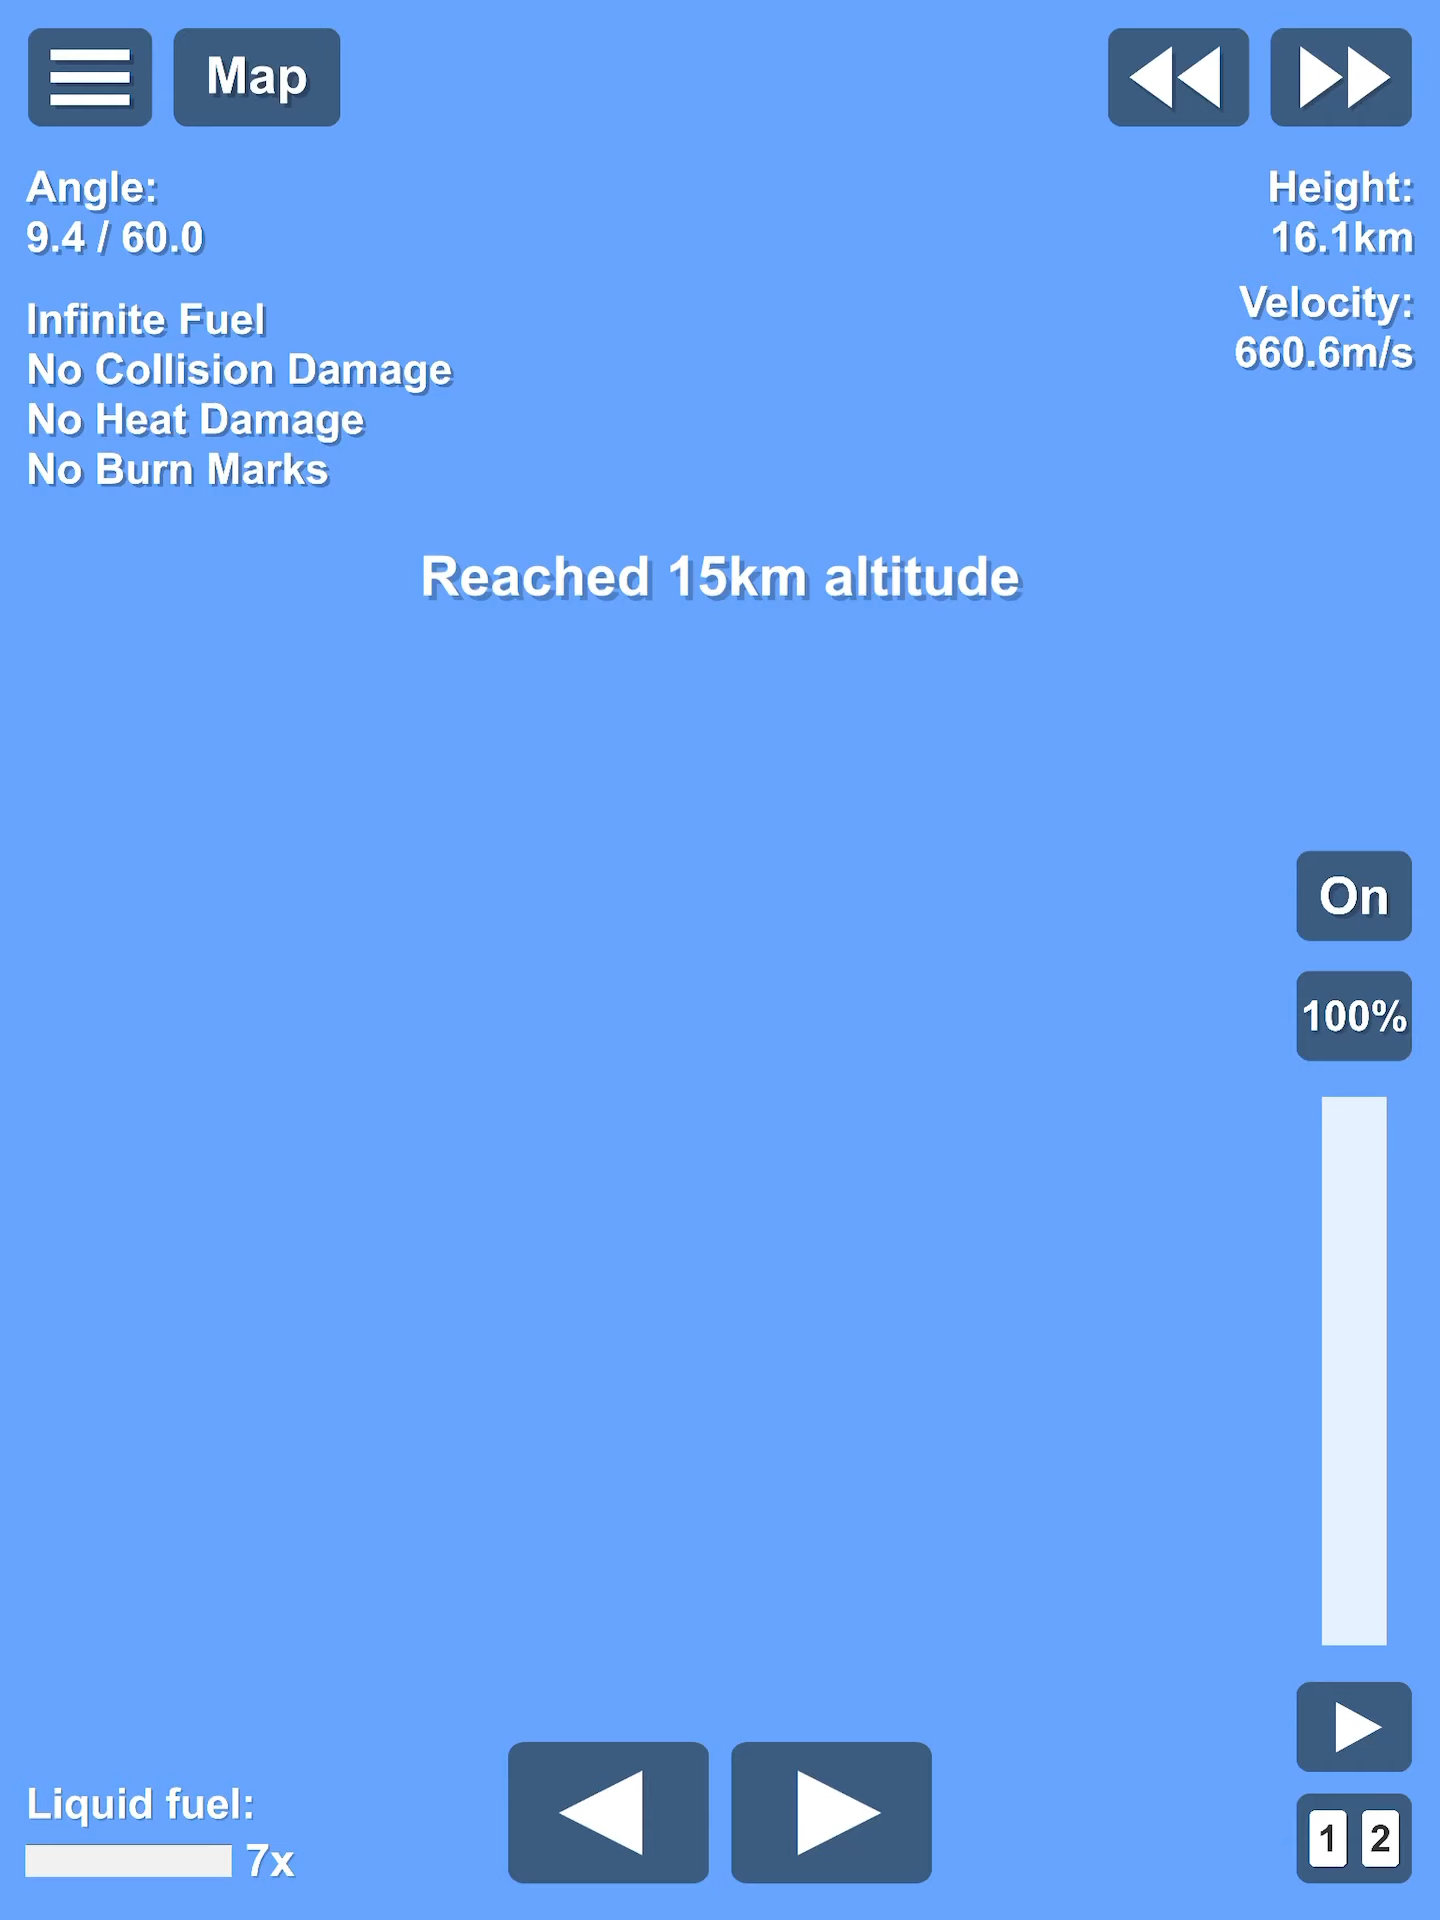 Map
Angle:
9.4 / 60.0
Infinite Fuel
No Collision Damage
No Heat Damage
No Burn Marks
Height:
16.1km
Velocity:
660.6m/s
Reached 15km altitude
On
100%
Liquid fuel:
7x
1 2